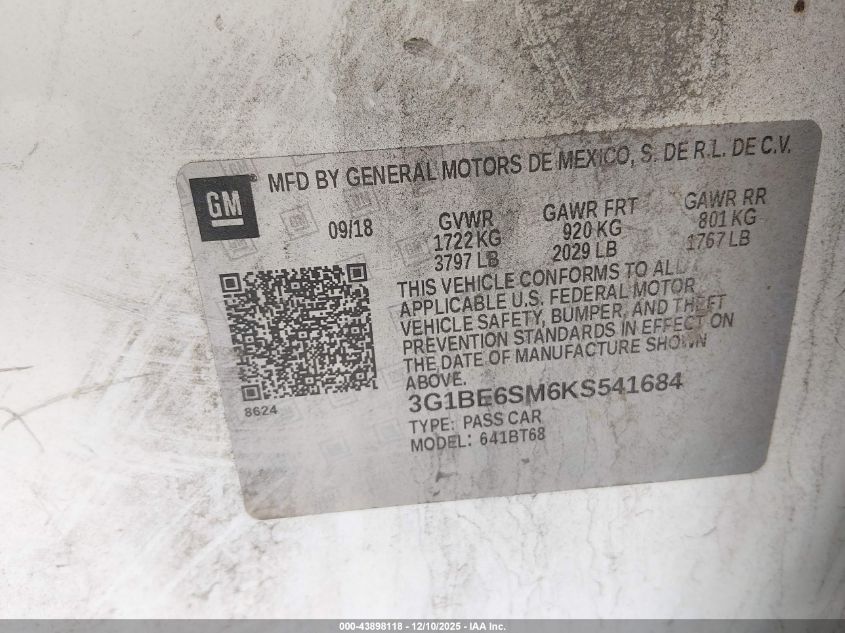 GM®
MFD BY GENERAL MOTORS DE MEXICO, S. DE R.L. DE C.V.
09/18
GVWR
1722 KG
3797 LB
GAWR FRT
920 KG
2029 LB
GAWR RR
801 KG
1767 LB
THIS VEHICLE CONFORMS TO ALL
APPLICABLE U.S. FEDERAL MOTOR
VEHICLE SAFETY, BUMPER, AND THEFT
PREVENTION STANDARDS IN EFFECT ON
THE DATE OF MANUFACTURE SHOWN
ABOVE.
8624
3G1BE6SM6KS541684
TYPE: PASS CAR
MODEL: 641BT68
000-43898118 - 12/10/2025 - IAA Inc.